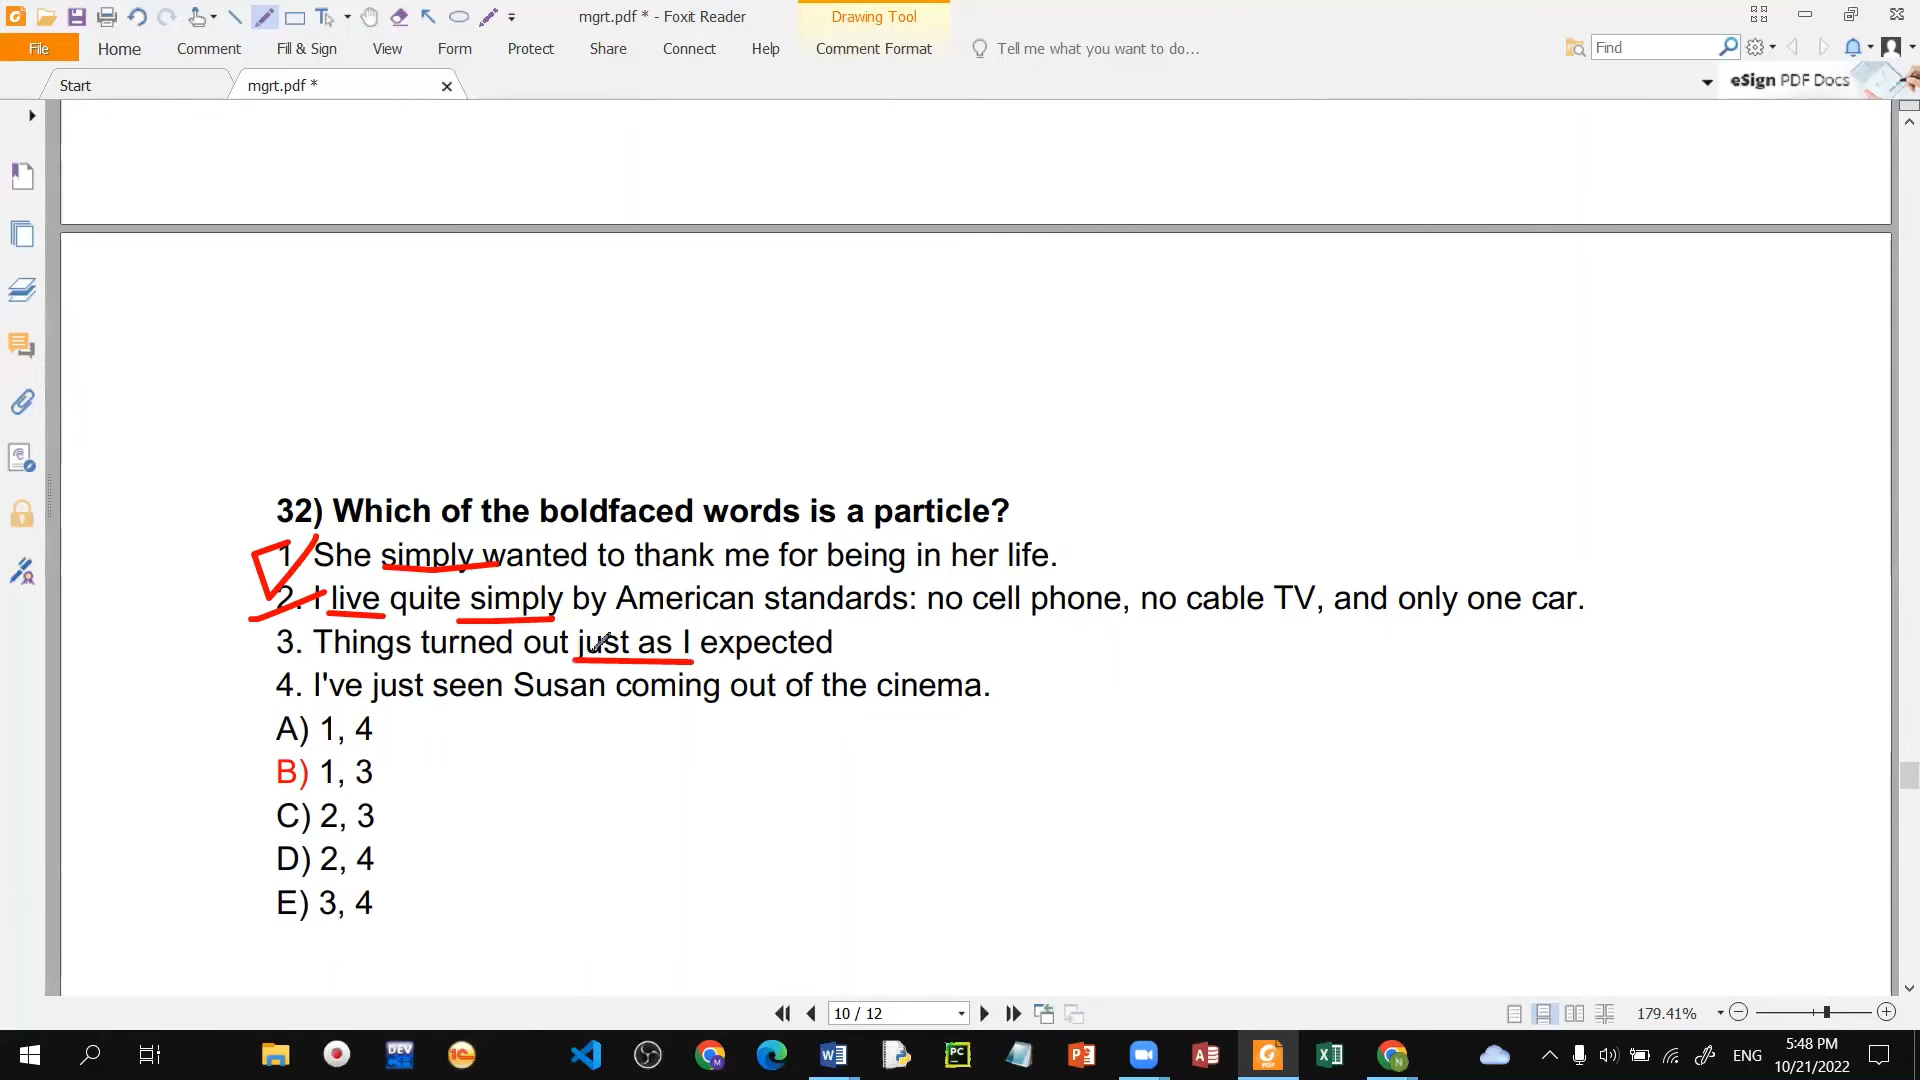 mgrt.pdf * - Foxit Reader
Drawing Tool
File Home Comment Fill & Sign View Form Protect Share Connect Help Comment Format Tell me what you want to do... Find
Start mgrt.pdf * eSign PDF Docs
32) Which of the boldfaced words is a particle?
1. She simply wanted to thank me for being in her life.
2. I live quite simply by American standards: no cell phone, no cable TV, and only one car.
3. Things turned out just as I expected
4. I've just seen Susan coming out of the cinema.
A) 1, 4
B) 1, 3
C) 2, 3
D) 2, 4
E) 3, 4
10 / 12 179.41%
DEV
1C
M
W
PC
P
A
G
PDF
X
N
ENG
5:48 PM
10/21/2022